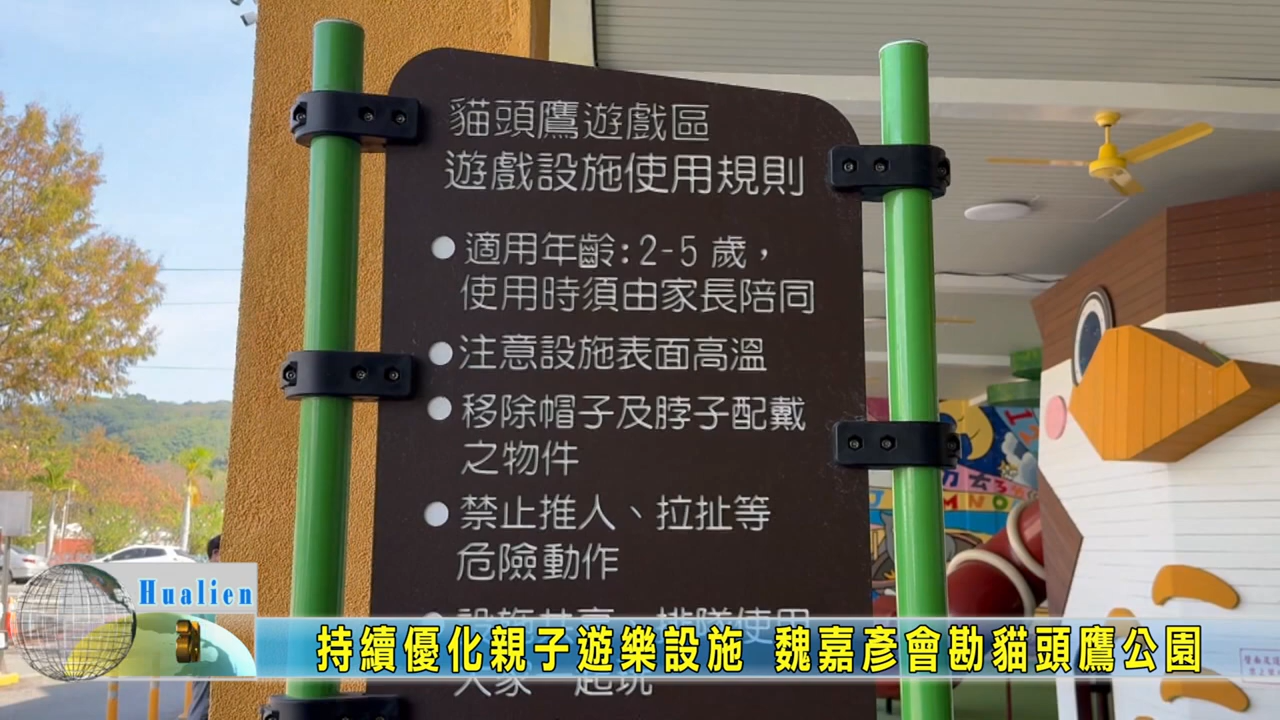 貓頭鷹遊戲區
遊戲設施使用規則
●適用年齡:2-5 歲，
使用時須由家長陪同
●注意設施表面高溫
●移除帽子及脖子配戴
之物件
●禁止推人、拉扯等
危險動作
Hualien
3
持續優化親子遊樂設施 魏嘉彥會勘貓頭鷹公園